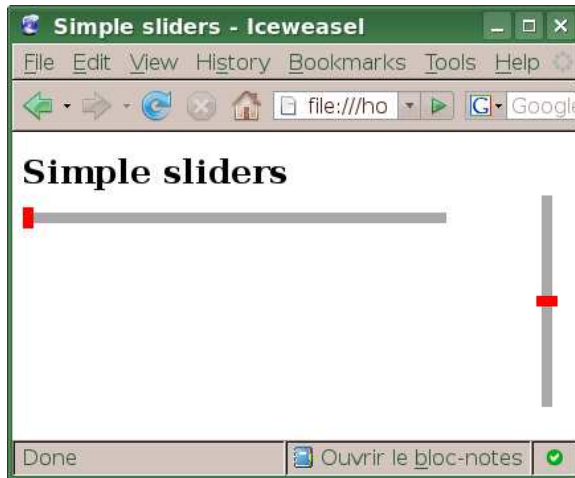 Simple sliders - Iceweasel
File Edit View History Bookmarks Tools Help
file:///ho G Google
Simple sliders
Done Ouvrir le bloc-notes